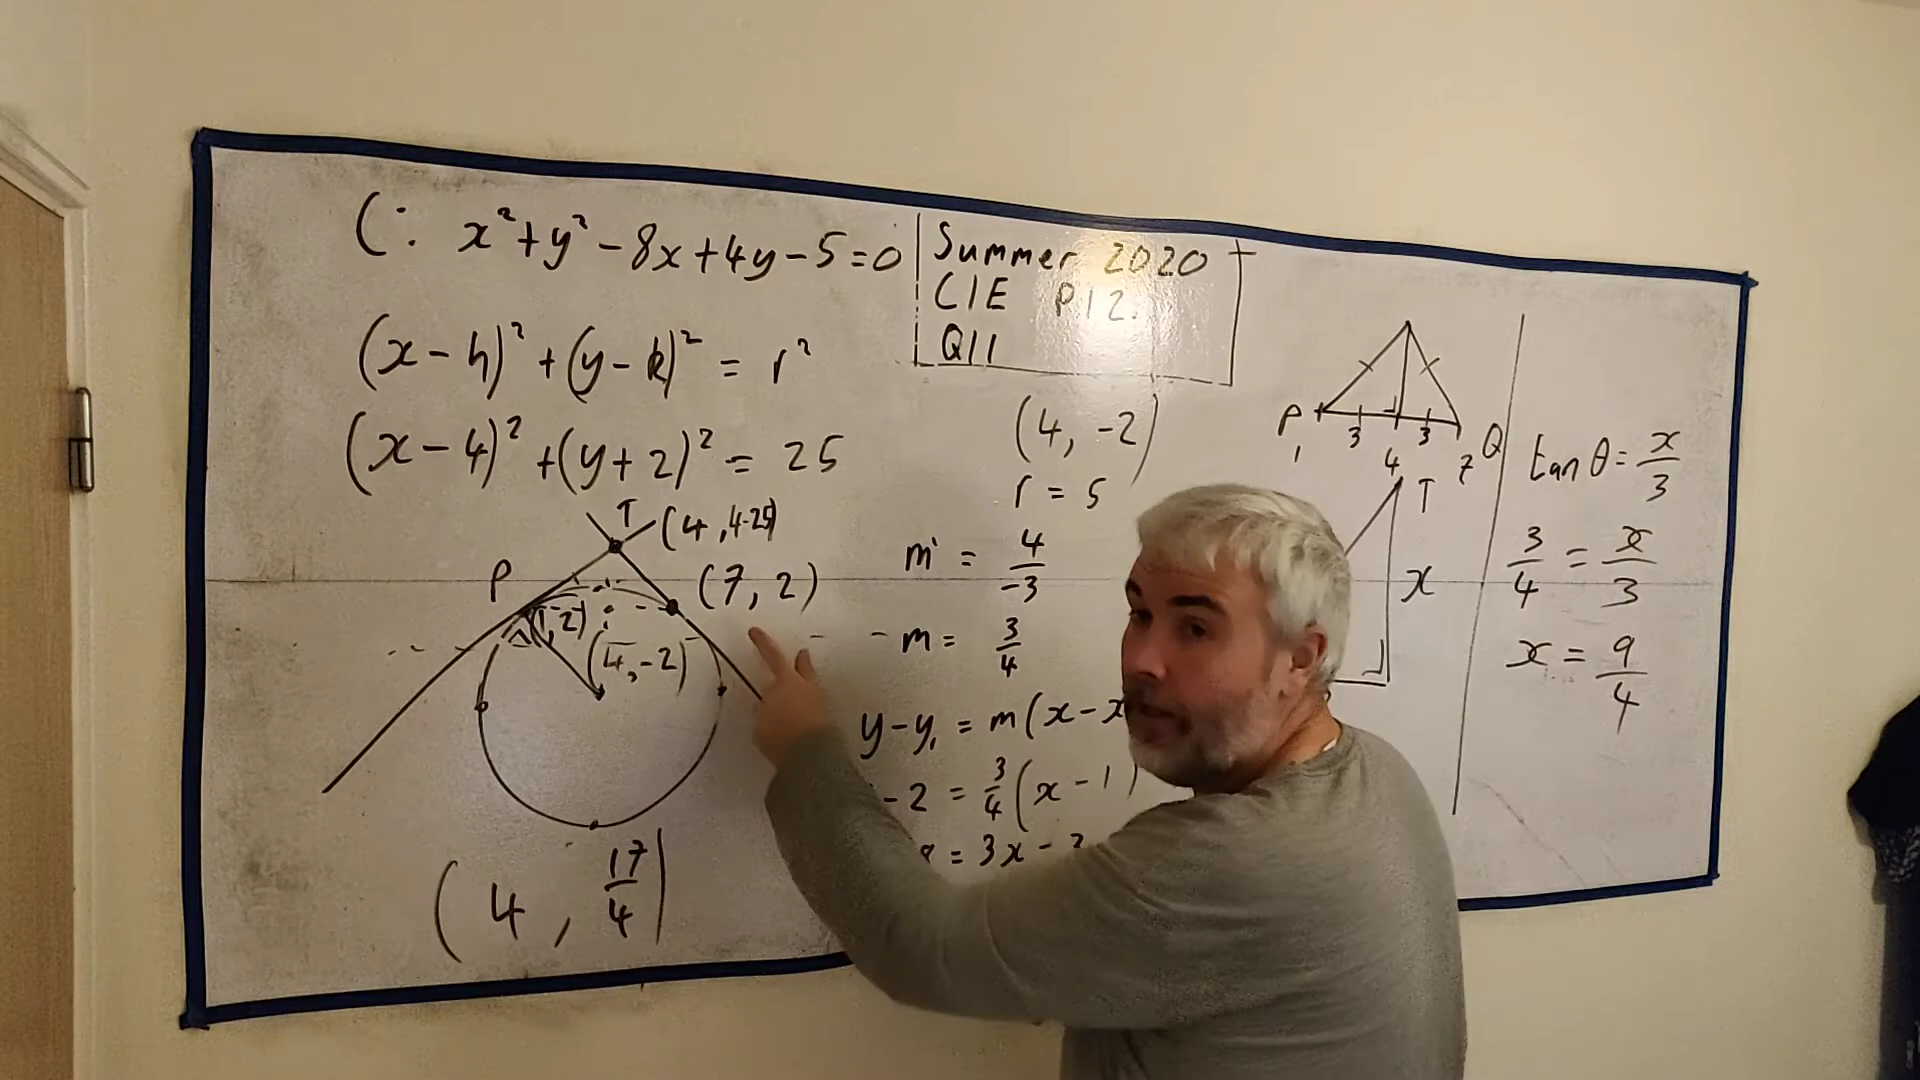 C: x² + y² - 8x + 4y - 5 = 0
Summer 2020
CIE P12.
Q11
(x - h)² + (y - k)² = r²
(x - 4)² + (y + 2)² = 25
T (4, 4.25)
P
(7, 2)
(1, 2)
(4, -2)
(4, 17/4)
(4, -2)
r = 5
m' = 4/-3
m = 3/4
y - y₁ = m(x - x
- 2 = 3/4 (x - 1)
= 3x - 3
P Q
3 3
1 4 7
T
x
tan θ = x/3
3/4 = x/3
x = 9/4